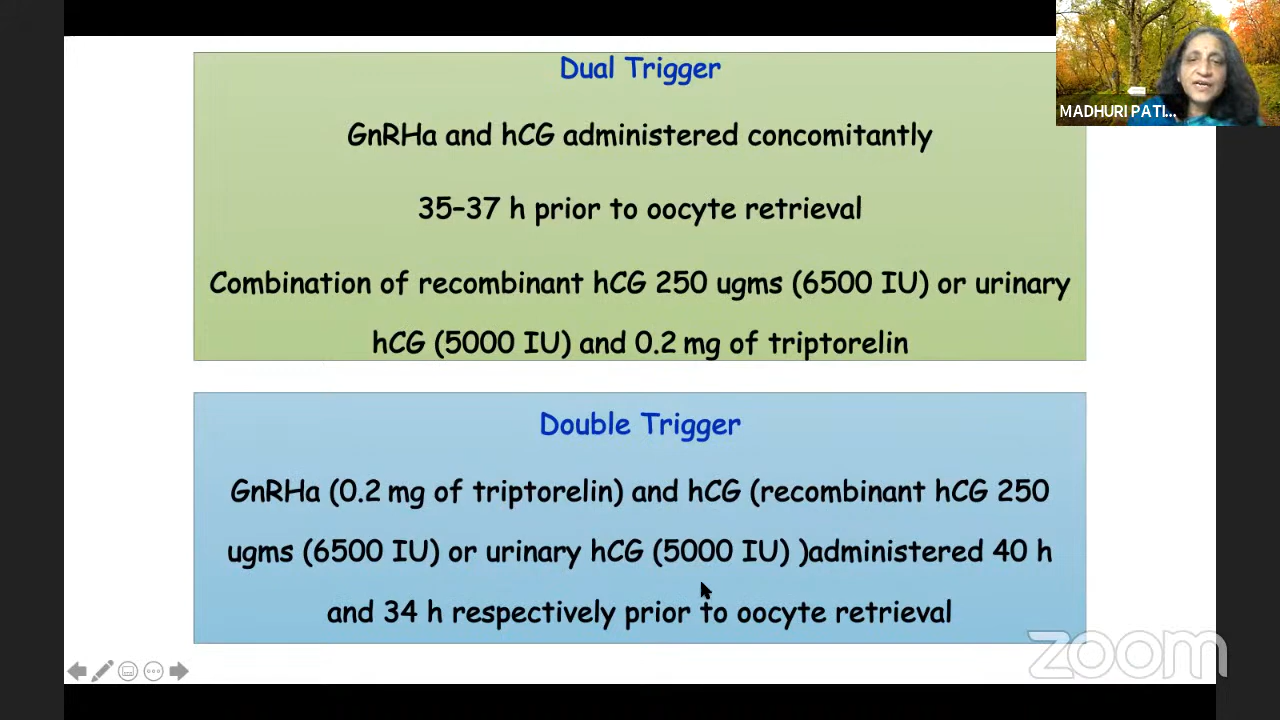 Dual Trigger
GnRHa and hCG administered concomitantly
35–37 h prior to oocyte retrieval
Combination of recombinant hCG 250 ugms (6500 IU) or urinary
hCG (5000 IU) and 0.2 mg of triptorelin
Double Trigger
GnRHa (0.2 mg of triptorelin) and hCG (recombinant hCG 250
ugms (6500 IU) or urinary hCG (5000 IU) )administered 40 h
and 34 h respectively prior to oocyte retrieval
MADHURI PATI...
zoom